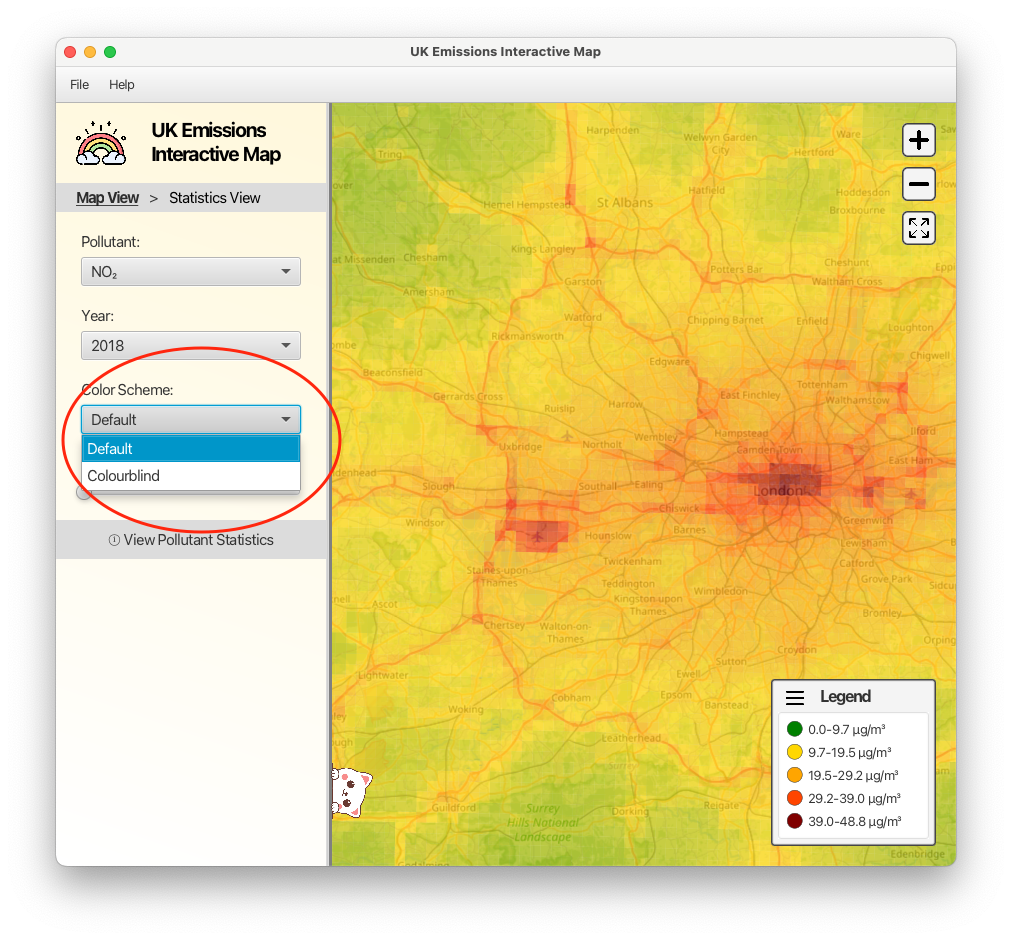 UK Emissions Interactive Map
File Help
UK Emissions
Interactive Map
Map View > Statistics View
Pollutant:
NO₂
Year:
2018
Color Scheme:
Default
Default
Colourblind
ⓘ View Pollutant Statistics
Harpenden
Welwyn Garden
City
Ware
Hertford
Tring
Hatfield
Hoddesdon
Hemel Hempstead
St Albans
Broxbourne
Kings Langley
Chesham
Cheshunt
Potters Bar
Waltham Cross
Garston
Amersham
Watford
Chipping Barnet
Enfield
Loughton
Rickmansworth
Chigwell
Edgware
Beaconsfield
Tottenham
Gerrards Cross
East Finchley
Walthamstow
Ruislip
Harrow
Wembley
Hampstead
Ilford
Uxbridge
Northolt
Camden Town
East Ham
Slough
Southall
Ealing
London
Chiswick
Windsor
Barnes
Greenwich
Hounslow
Lewisham
Twickenham
Catford
Staines-upon-
Thames
Teddington
Grove Park
Wimbledon
Ascot
Kingston upon
Thames
Bromley
Chertsey
Walton-on-
Thames
Croydon
Sutton
Lightwater
Ewell
Cobham
Epsom
Banstead
Woking
Leatherhead
Surrey
Guildford
Surrey
Hills National
Landscape
Dorking
Reigate
Edenbridge
Godalming
Legend
0.0-9.7 µg/m³
9.7-19.5 µg/m³
19.5-29.2 µg/m³
29.2-39.0 µg/m³
39.0-48.8 µg/m³